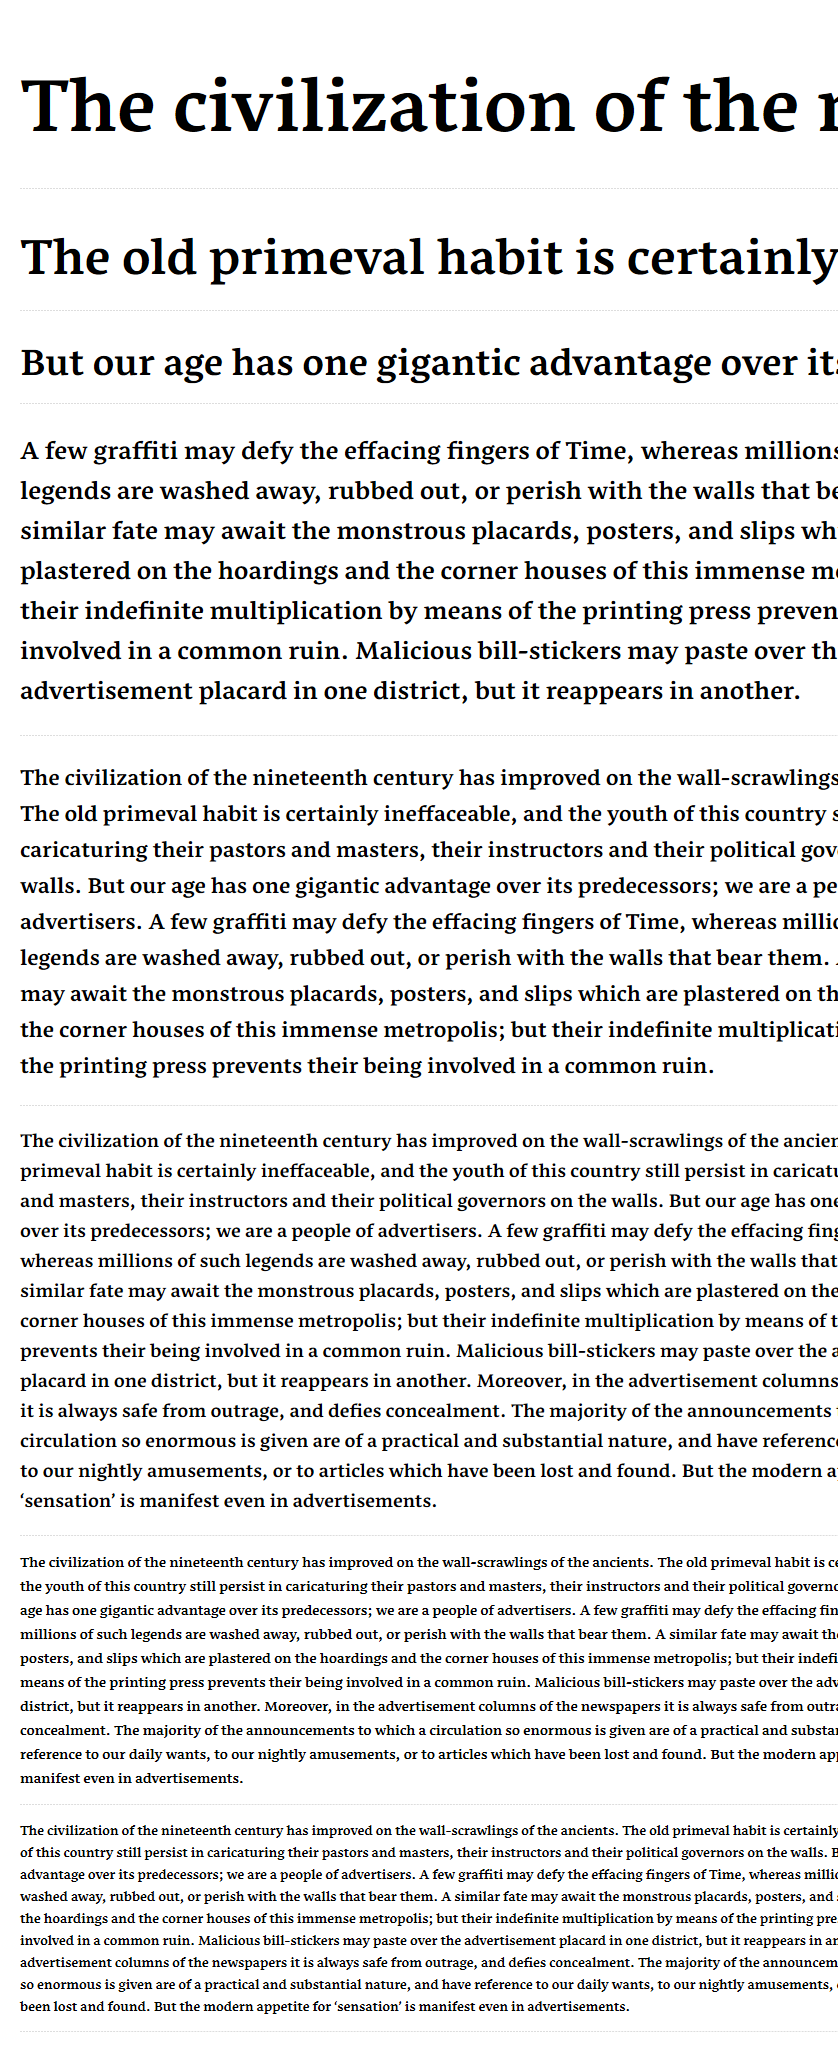 The civilization of the
The old primeval habit is certainly
But our age has one gigantic advantage over its
A few graffiti may defy the effacing fingers of Time, whereas millions
legends are washed away, rubbed out, or perish with the walls that
similar fate may await the monstrous placards, posters, and slips
plastered on the hoardings and the corner houses of this immense
their indefinite multiplication by means of the printing press
involved in a common ruin. Malicious bill-stickers may paste over
advertisement placard in one district, but it reappears in another.
The civilization of the nineteenth century has improved on the wall-scrawlings
The old primeval habit is certainly ineffaceable, and the youth of this country
caricaturing their pastors and masters, their instructors and their political
walls. But our age has one gigantic advantage over its predecessors; we are a
advertisers. A few graffiti may defy the effacing fingers of Time, whereas
legends are washed away, rubbed out, or perish with the walls that bear them.
may await the monstrous placards, posters, and slips which are plastered on
the corner houses of this immense metropolis; but their indefinite
the printing press prevents their being involved in a common ruin.
The civilization of the nineteenth century has improved on the wall-scrawlings of the
primeval habit is certainly ineffaceable, and the youth of this country still persist in
and masters, their instructors and their political governors on the walls. But our age has one
over its predecessors; we are a people of advertisers. A few graffiti may defy the effacing
whereas millions of such legends are washed away, rubbed out, or perish with the walls that
similar fate may await the monstrous placards, posters, and slips which are plastered on the
corner houses of this immense metropolis; but their indefinite multiplication by means of
prevents their being involved in a common ruin. Malicious bill-stickers may paste over the
placard in one district, but it reappears in another. Moreover, in the advertisement columns
it is always safe from outrage, and defies concealment. The majority of the announcements
circulation so enormous is given are of a practical and substantial nature, and have
to our nightly amusements, or to articles which have been lost and found. But the modern
‘sensation’ is manifest even in advertisements.
The civilization of the nineteenth century has improved on the wall-scrawlings of the ancients. The old primeval habit is
the youth of this country still persist in caricaturing their pastors and masters, their instructors and their political
age has one gigantic advantage over its predecessors; we are a people of advertisers. A few graffiti may defy the effacing
millions of such legends are washed away, rubbed out, or perish with the walls that bear them. A similar fate may await
posters, and slips which are plastered on the hoardings and the corner houses of this immense metropolis; but their
means of the printing press prevents their being involved in a common ruin. Malicious bill-stickers may paste over the
district, but it reappears in another. Moreover, in the advertisement columns of the newspapers it is always safe from
concealment. The majority of the announcements to which a circulation so enormous is given are of a practical and
reference to our daily wants, to our nightly amusements, or to articles which have been lost and found. But the modern
manifest even in advertisements.
The civilization of the nineteenth century has improved on the wall-scrawlings of the ancients. The old primeval habit is certainly
of this country still persist in caricaturing their pastors and masters, their instructors and their political governors on the walls.
advantage over its predecessors; we are a people of advertisers. A few graffiti may defy the effacing fingers of Time, whereas
washed away, rubbed out, or perish with the walls that bear them. A similar fate may await the monstrous placards, posters, and
the hoardings and the corner houses of this immense metropolis; but their indefinite multiplication by means of the printing
involved in a common ruin. Malicious bill-stickers may paste over the advertisement placard in one district, but it reappears in
advertisement columns of the newspapers it is always safe from outrage, and defies concealment. The majority of the
so enormous is given are of a practical and substantial nature, and have reference to our daily wants, to our nightly amusements,
been lost and found. But the modern appetite for ‘sensation’ is manifest even in advertisements.